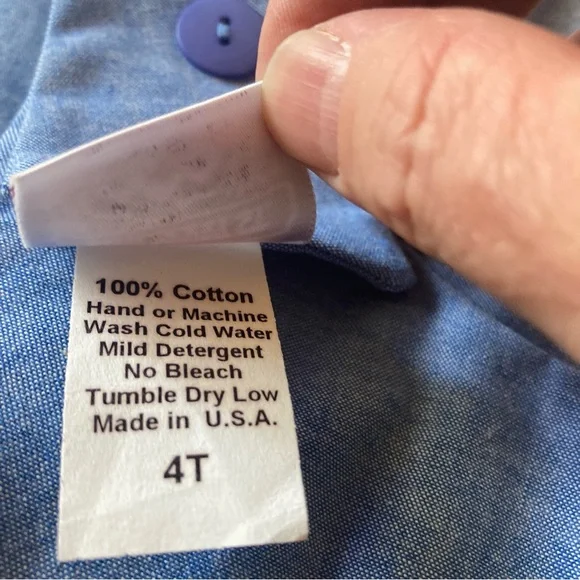 100% Cotton
Hand or Machine
Wash Cold Water
Mild Detergent
No Bleach
Tumble Dry Low
Made in U.S.A.
4T